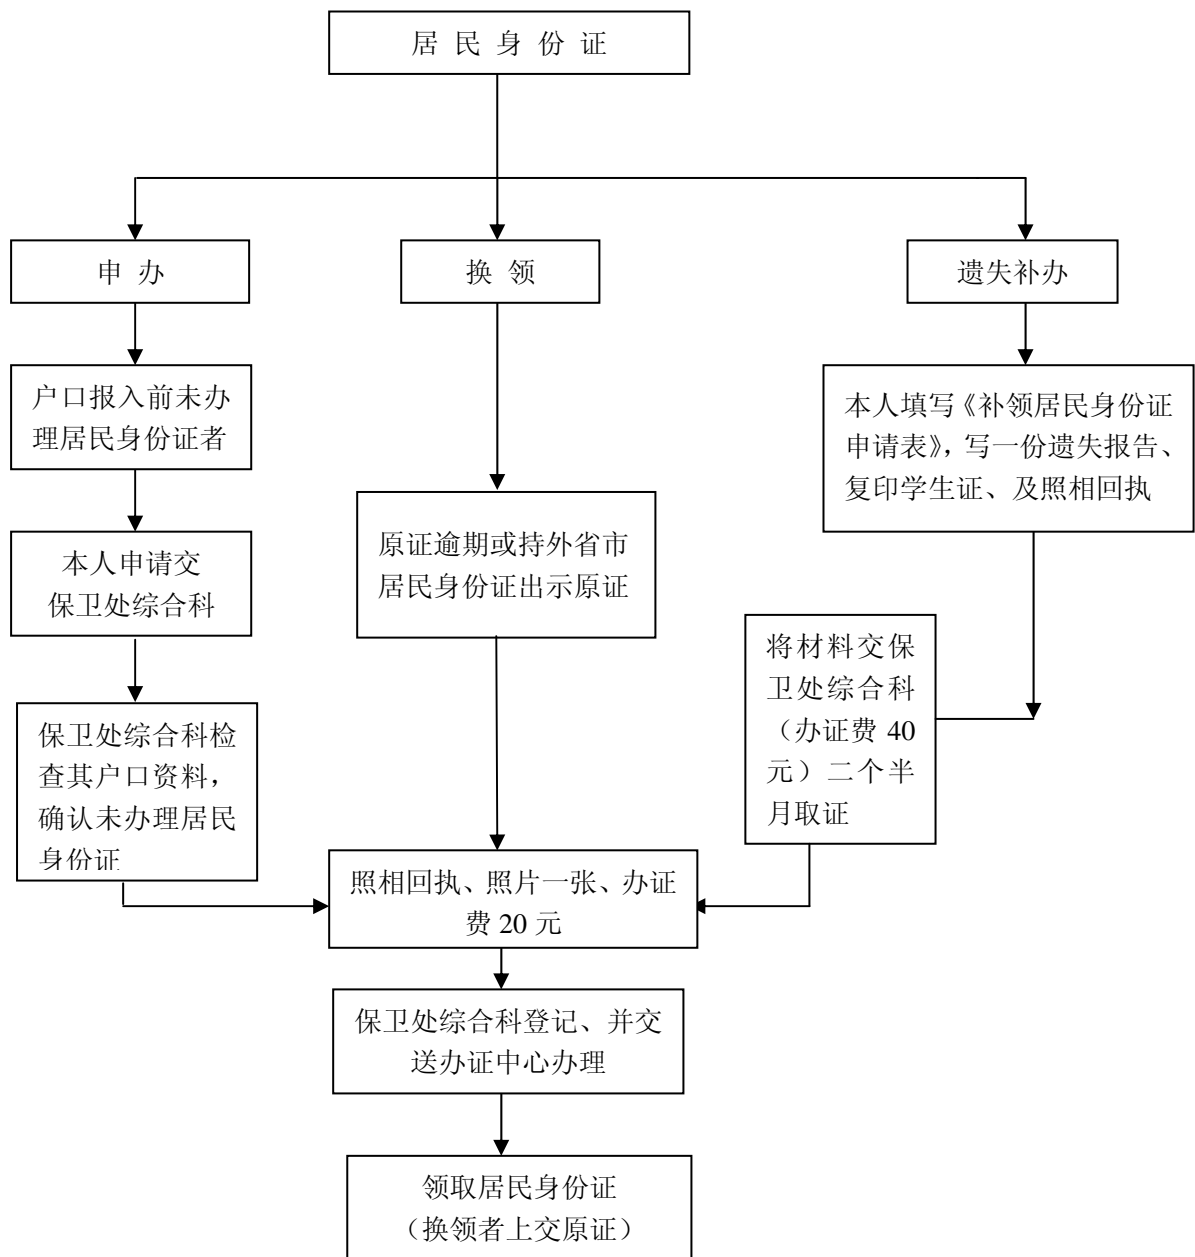 居 民 身 份 证
申 办
换 领
遗失补办
户口报入前未办
理居民身份证者
本人填写《补领居民身份证
申请表》,写一份遗失报告、
复印学生证、及照相回执
本人申请交
保卫处综合科
原证逾期或持外省市
居民身份证出示原证
将材料交保
卫处综合科
（办证费 40
元）二个半
月取证
保卫处综合科检
查其户口资料，
确认未办理居民
身份证
照相回执、照片一张、办证
费 20 元
保卫处综合科登记、并交
送办证中心办理
领取居民身份证
（换领者上交原证）